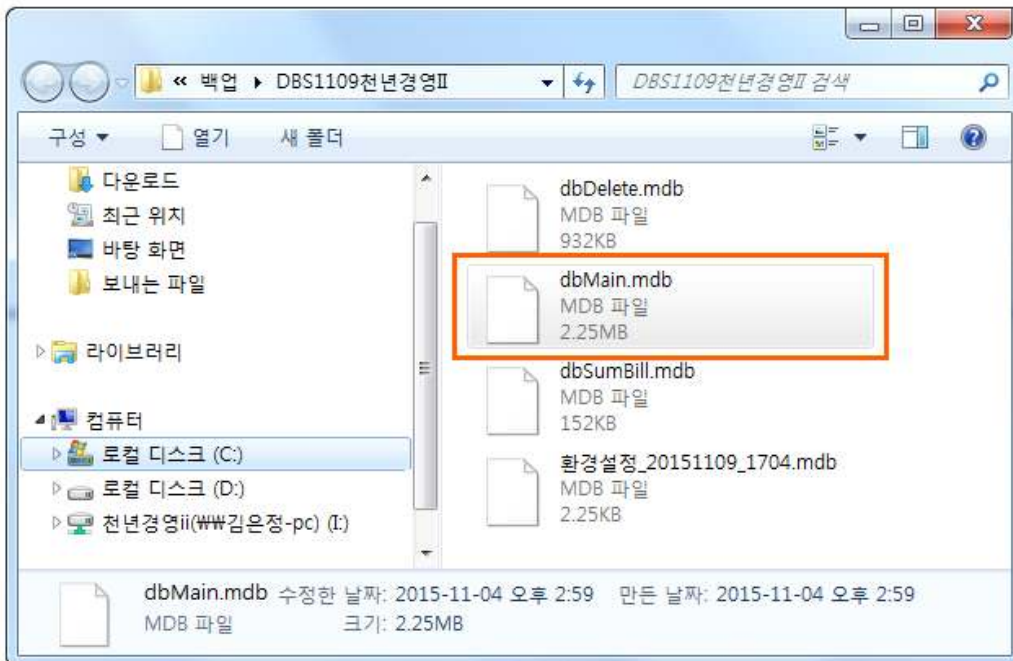 « 백업 ▸ DBS1109천년경영Ⅱ
DBS1109천년경영Ⅱ 검색
구성 ▼ 열기 새 폴더
다운로드
최근 위치
바탕 화면
보내는 파일
라이브러리
컴퓨터
로컬 디스크 (C:)
로컬 디스크 (D:)
천년경영ii(₩₩김은정-pc) (I:)
dbDelete.mdb
MDB 파일
932KB
dbMain.mdb
MDB 파일
2.25MB
dbSumBill.mdb
MDB 파일
152KB
환경설정_20151109_1704.mdb
MDB 파일
2.25KB
dbMain.mdb 수정한 날짜: 2015-11-04 오후 2:59 만든 날짜: 2015-11-04 오후 2:59
MDB 파일 크기: 2.25MB